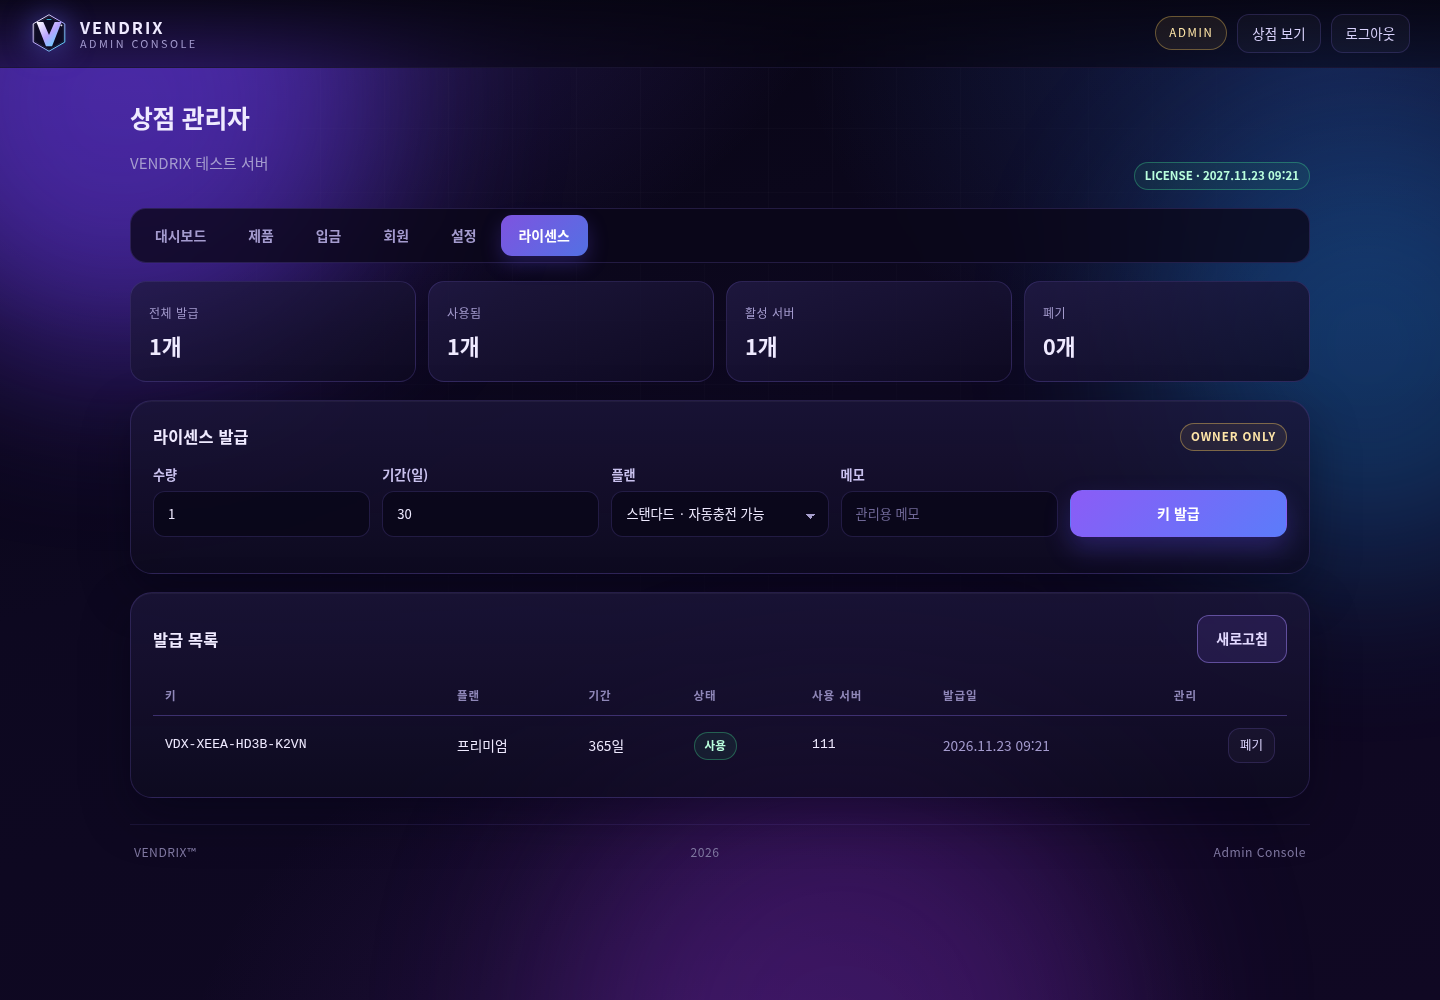 VENDRIX
ADMIN CONSOLE
ADMIN
상점 보기
로그아웃
상점 관리자
VENDRIX 테스트 서버
LICENSE · 2027.11.23 09:21
대시보드 제품 입금 회원 설정 라이센스
전체 발급 사용됨 활성 서버 폐기
1개 1개 1개 0개
라이센스 발급
OWNER ONLY
수량 기간(일) 플랜 메모
1 30 스탠다드 · 자동충전 가능 관리용 메모 키 발급
발급 목록
새로고침
키 플랜 기간 상태 사용 서버 발급일 관리
VDX-XEEA-HD3B-K2VN 프리미엄 365일 사용 111 2026.11.23 09:21 폐기
VENDRIX™ 2026 Admin Console